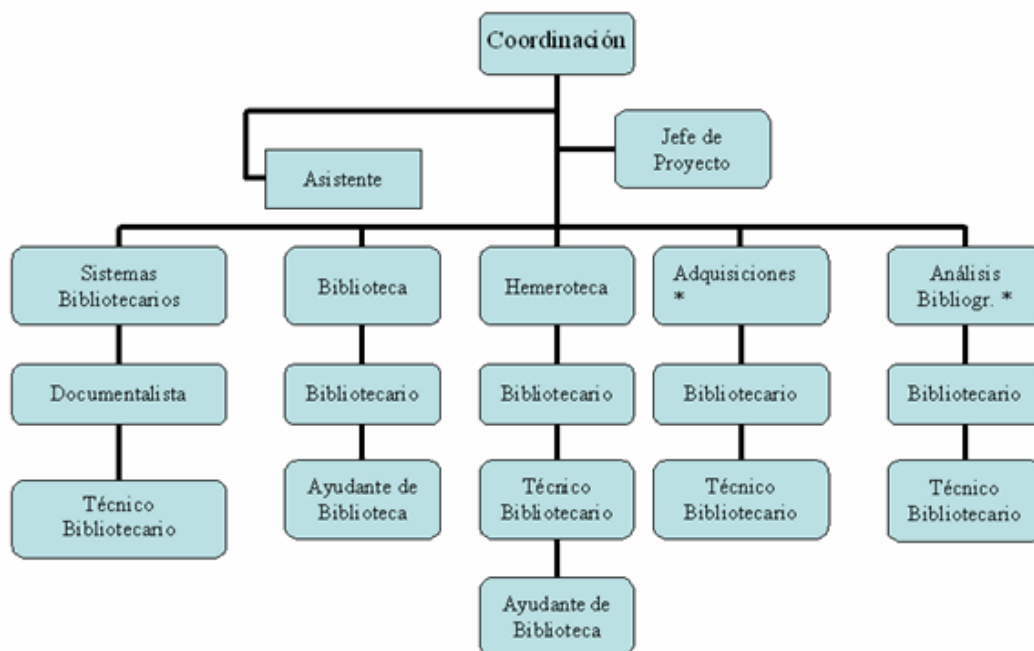 Coordinación
Jefe de
Proyecto
Asistente
Sistemas
Bibliotecarios
Biblioteca
Hemeroteca
Adquisiciones
*
Análisis
Bibliogr. *
Documentalista
Bibliotecario
Bibliotecario
Bibliotecario
Bibliotecario
Técnico
Bibliotecario
Ayudante de
Biblioteca
Técnico
Bibliotecario
Técnico
Bibliotecario
Técnico
Bibliotecario
Ayudante de
Biblioteca